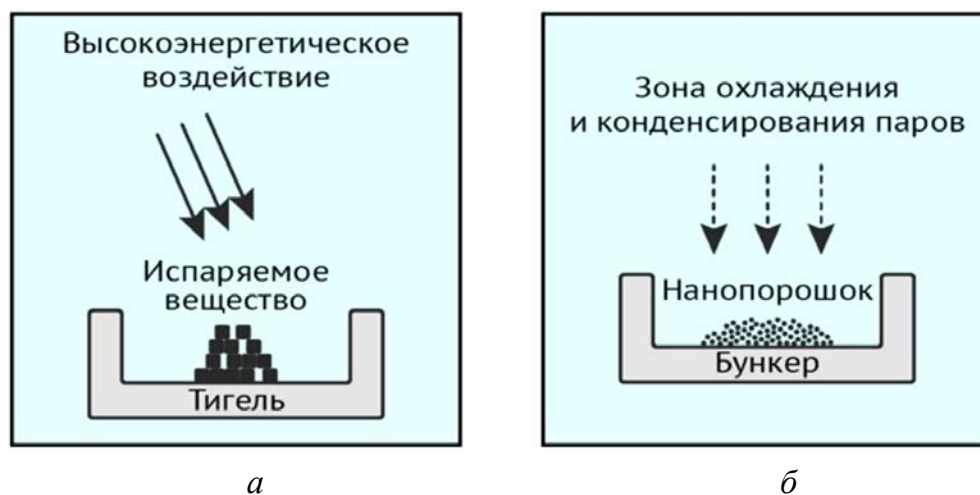 Высокоэнергетическое
воздействие
Испаряемое
вещество
Тигель
Зона охлаждения
и конденсирования паров
Нанопорошок
Бункер
а
б